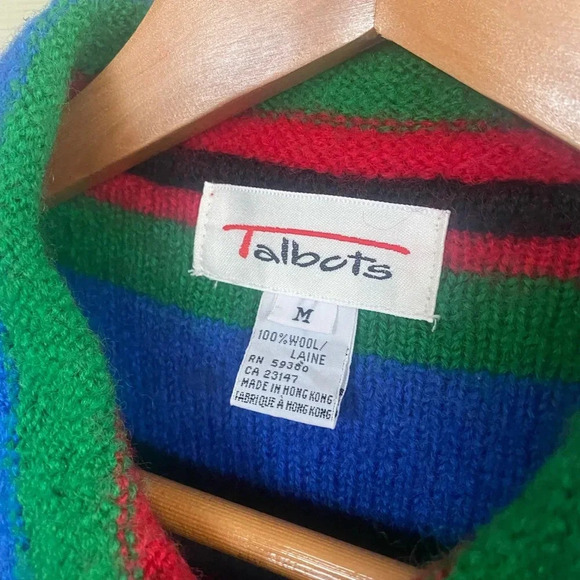 Talbots
M
100%WOOL/
LAINE
RN 59380
CA 23147
MADE IN HONG KONG
FABRIQUE À HONG KONG